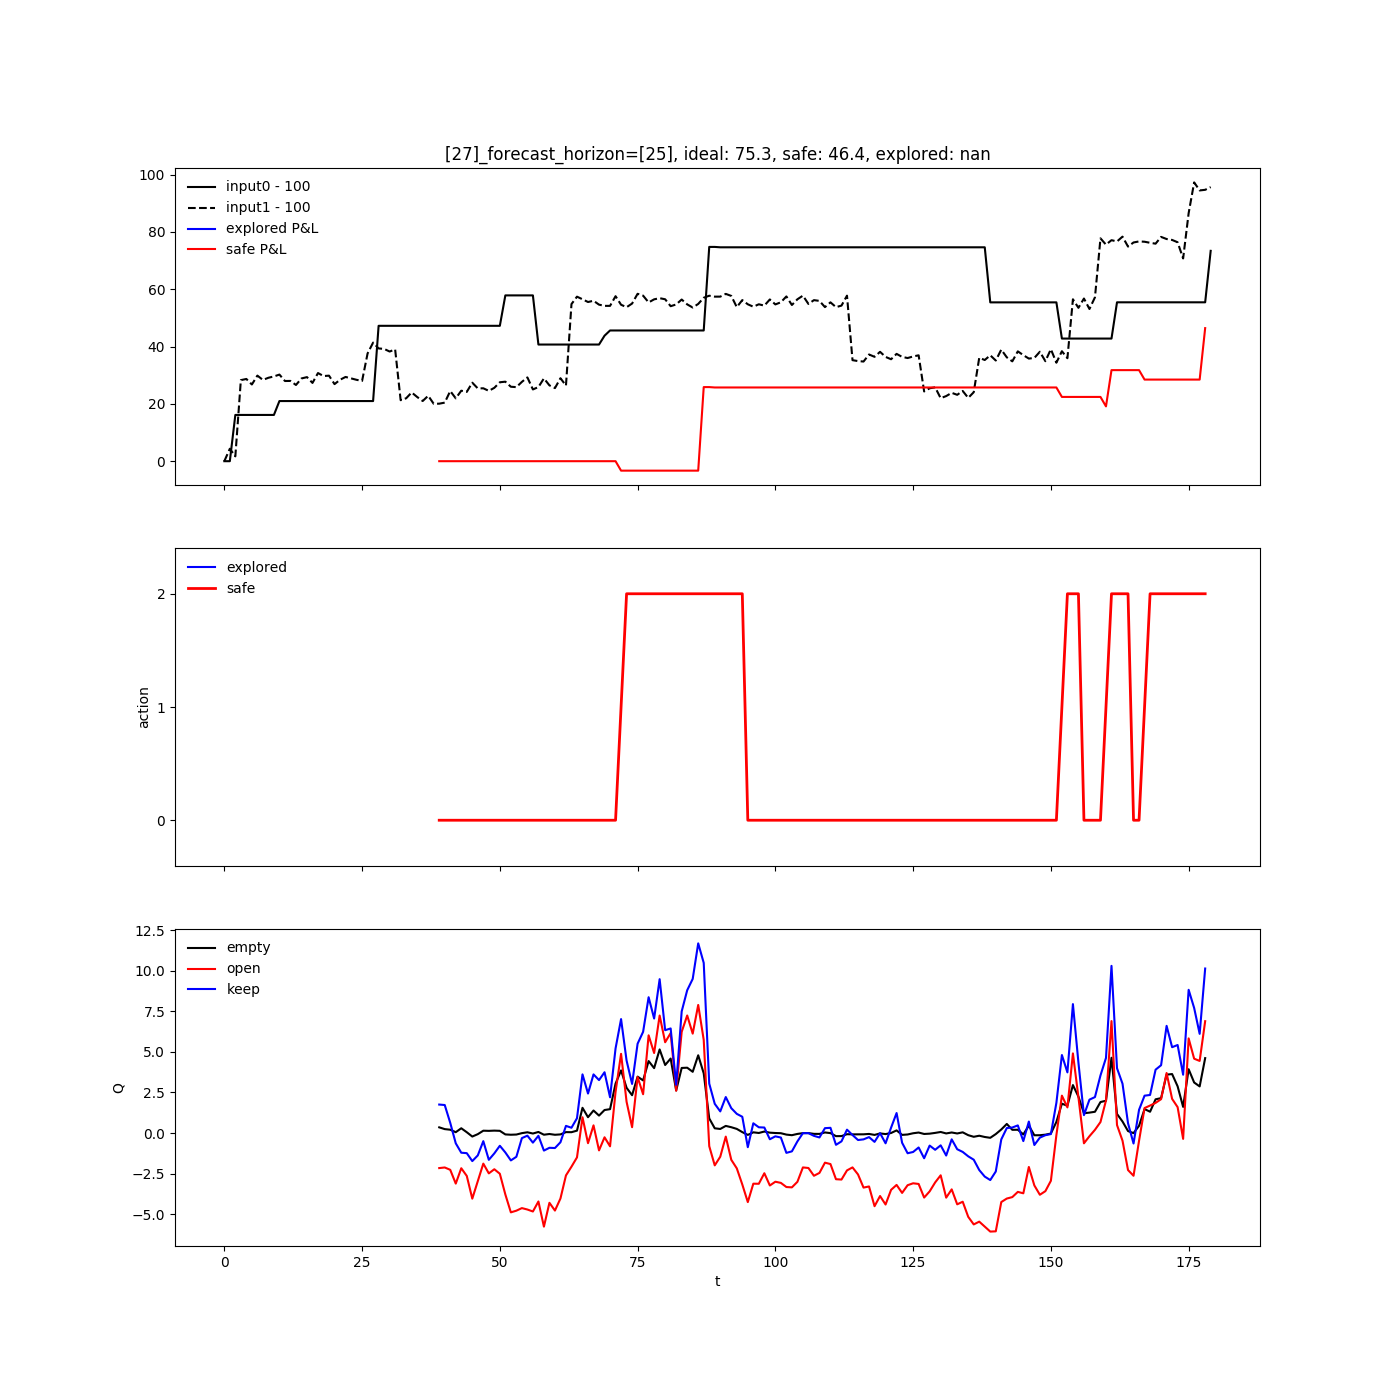 [27]_forecast_horizon=[25], ideal: 75.3, safe: 46.4, explored: nan
100
80
60
40
20
0
input0 - 100
input1 - 100
explored P&L
safe P&L
action
2
1
0
explored
safe
Q
12.5
10.0
7.5
5.0
2.5
0.0
−2.5
−5.0
empty
open
keep
0 25 50 75 100 125 150 175
t